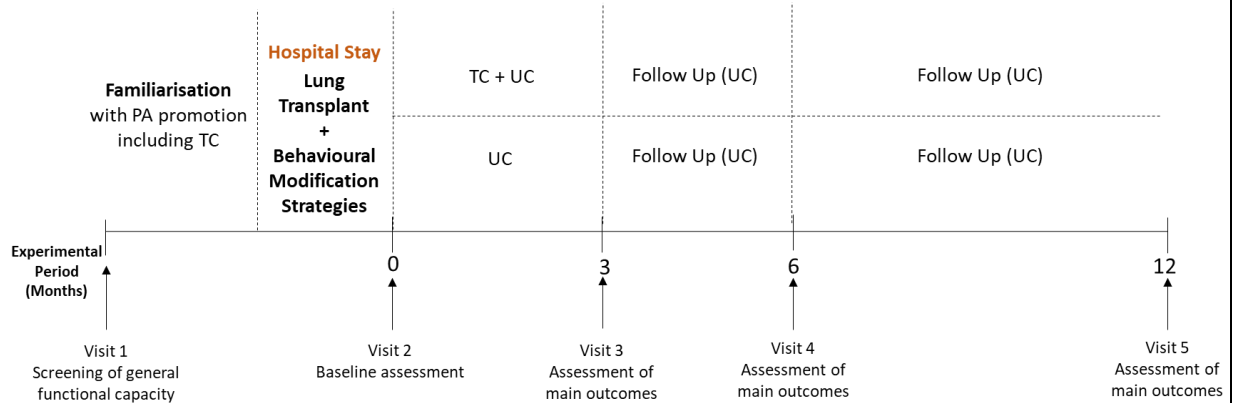 Familiarisation
with PA promotion
including TC
Hospital Stay
Lung
Transplant
+
Behavioural
Modification
Strategies
TC + UC
Follow Up (UC)
Follow Up (UC)
UC
Follow Up (UC)
Follow Up (UC)
Experimental
Period
(Months)
0
3
6
12
Visit 1
Screening of general
functional capacity
Visit 2
Baseline assessment
Visit 3
Assessment of
main outcomes
Visit 4
Assessment of
main outcomes
Visit 5
Assessment of
main outcomes